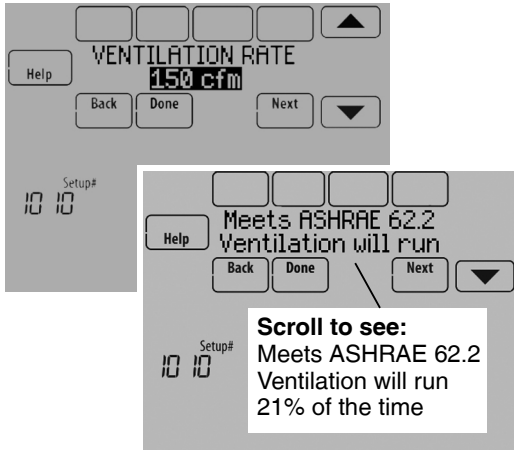 VENTILATION RATE
150 cfm
Help
Back Done Next
Setup#
10 10
Meets ASHRAE 62.2
Ventilation will run
Help
Back Done Next
Setup#
10 10
Scroll to see:
Meets ASHRAE 62.2
Ventilation will run
21% of the time